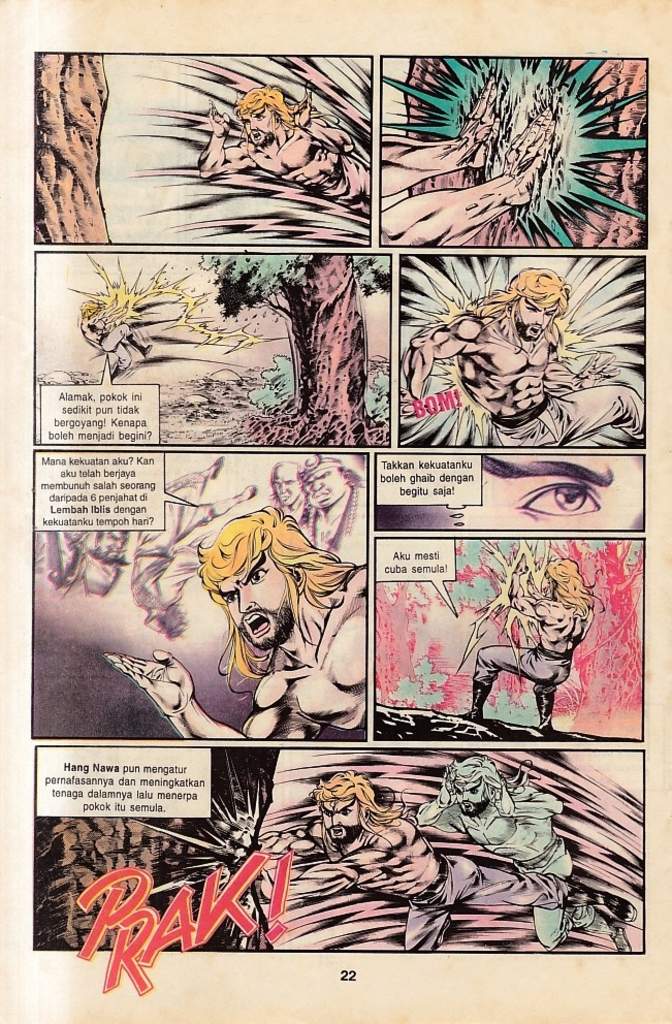 Alamak, pokok ini
sedikit pun tidak
bergoyang! Kenapa
boleh menjadi begini?
BOM!
Mana kekuatan aku? Kan
aku telah berjaya
membunuh salah seorang
daripada 6 penjahat di
Lembah Iblis dengan
kekuatanku tempoh hari?
Takkan kekuatanku
boleh ghaib dengan
begitu saja!
Aku mesti
cuba semula!
Hang Nawa pun mengatur
pernafasannya dan meningkatkan
tenaga dalamnya lalu menerpa
pokok itu semula.
PRAK!
22